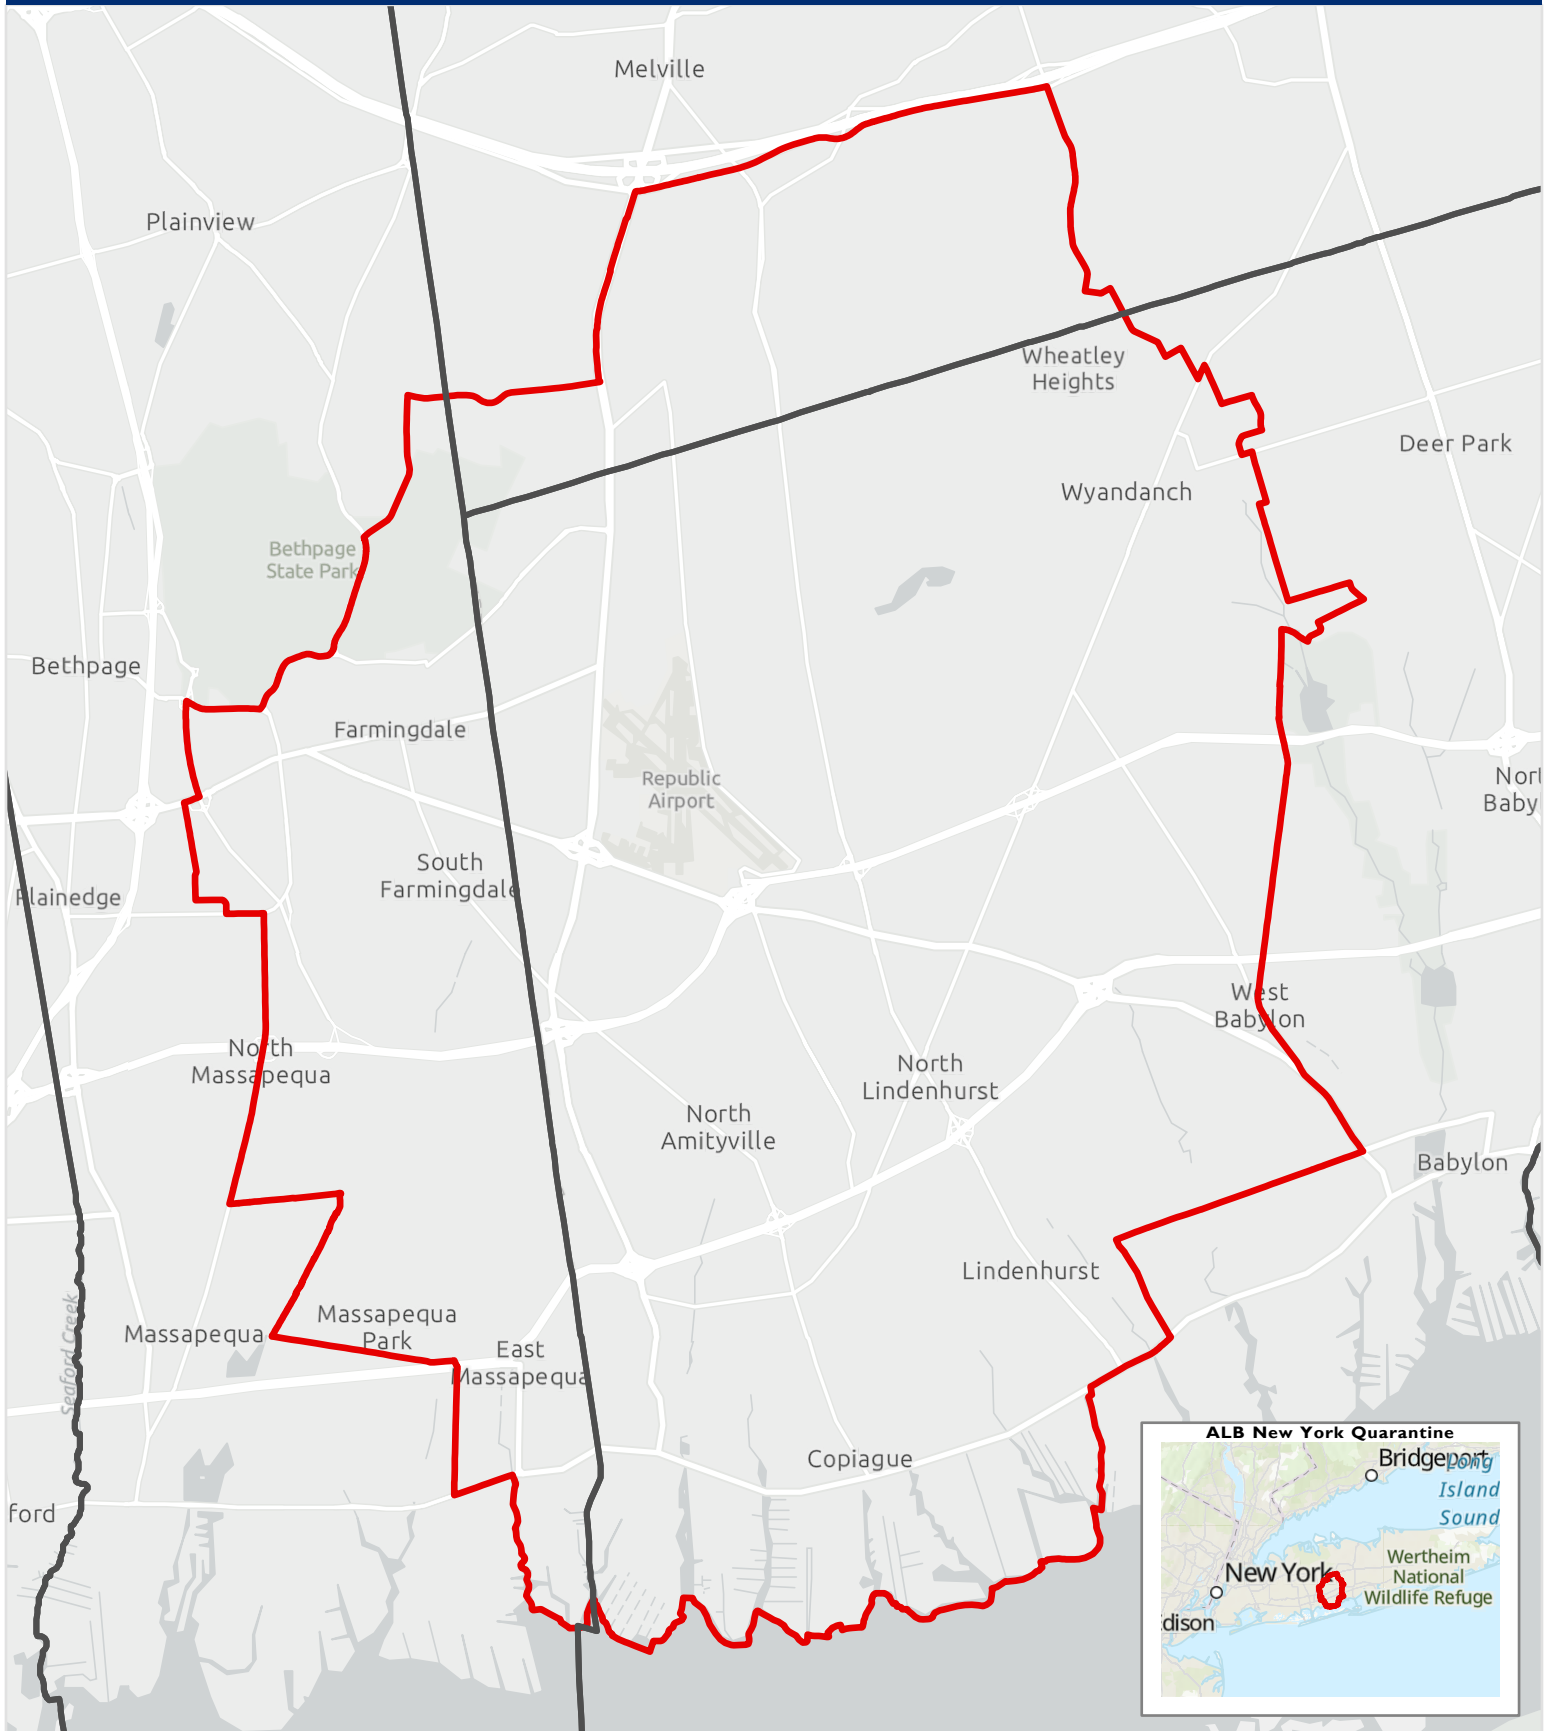 Melville
Plainview
Wheatley
Heights
Deer Park
Wyandanch
Bethpage
State Park
Bethpage
Farmingdale
Republic
Airport
Nort
Baby
South
Farmingdale
Plainedge
West
Babylon
North
Massapequa
North
Lindenhurst
North
Amityville
Babylon
Lindenhurst
Massapequa
Park
Massapequa
East
Massapequa
Seaford Creek
Copiague
ford
ALB New York Quarantine
Bridgeport
Long
Island
Sound
New York
Wertheim
National
Wildlife Refuge
dison